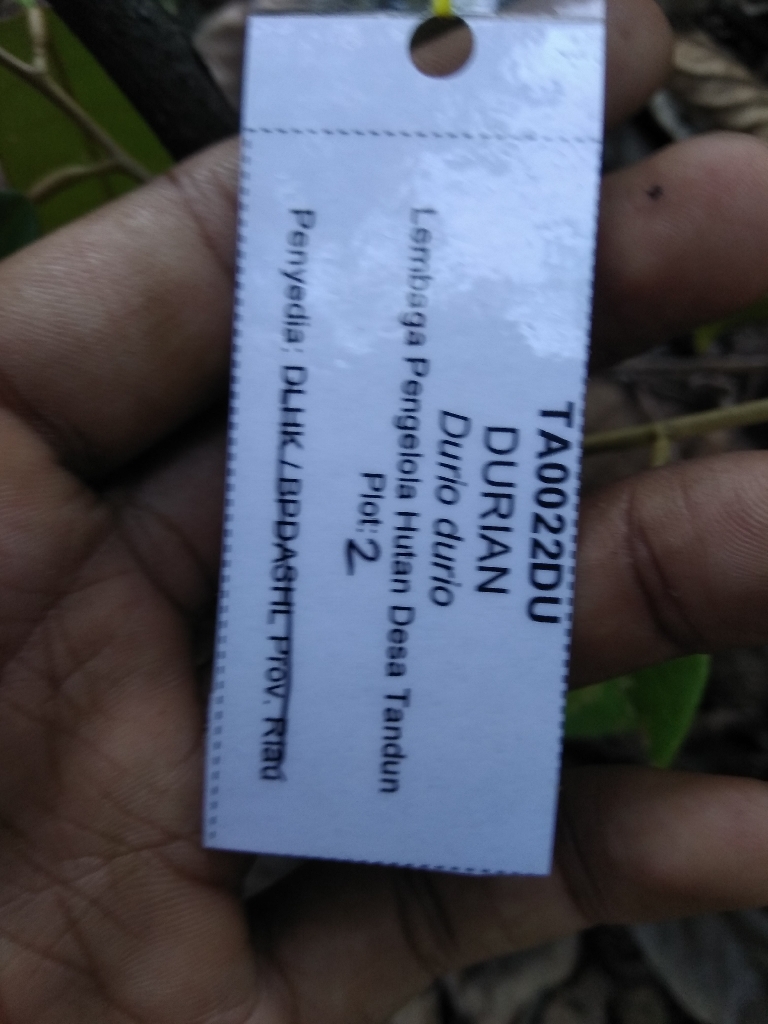 TA0022DU
DURIAN
Durio durio
Lembaga Pengelola Hutan Desa Tandun
Plot: 2
Penyedia: DLHK / BPDASHL Prov. Riau